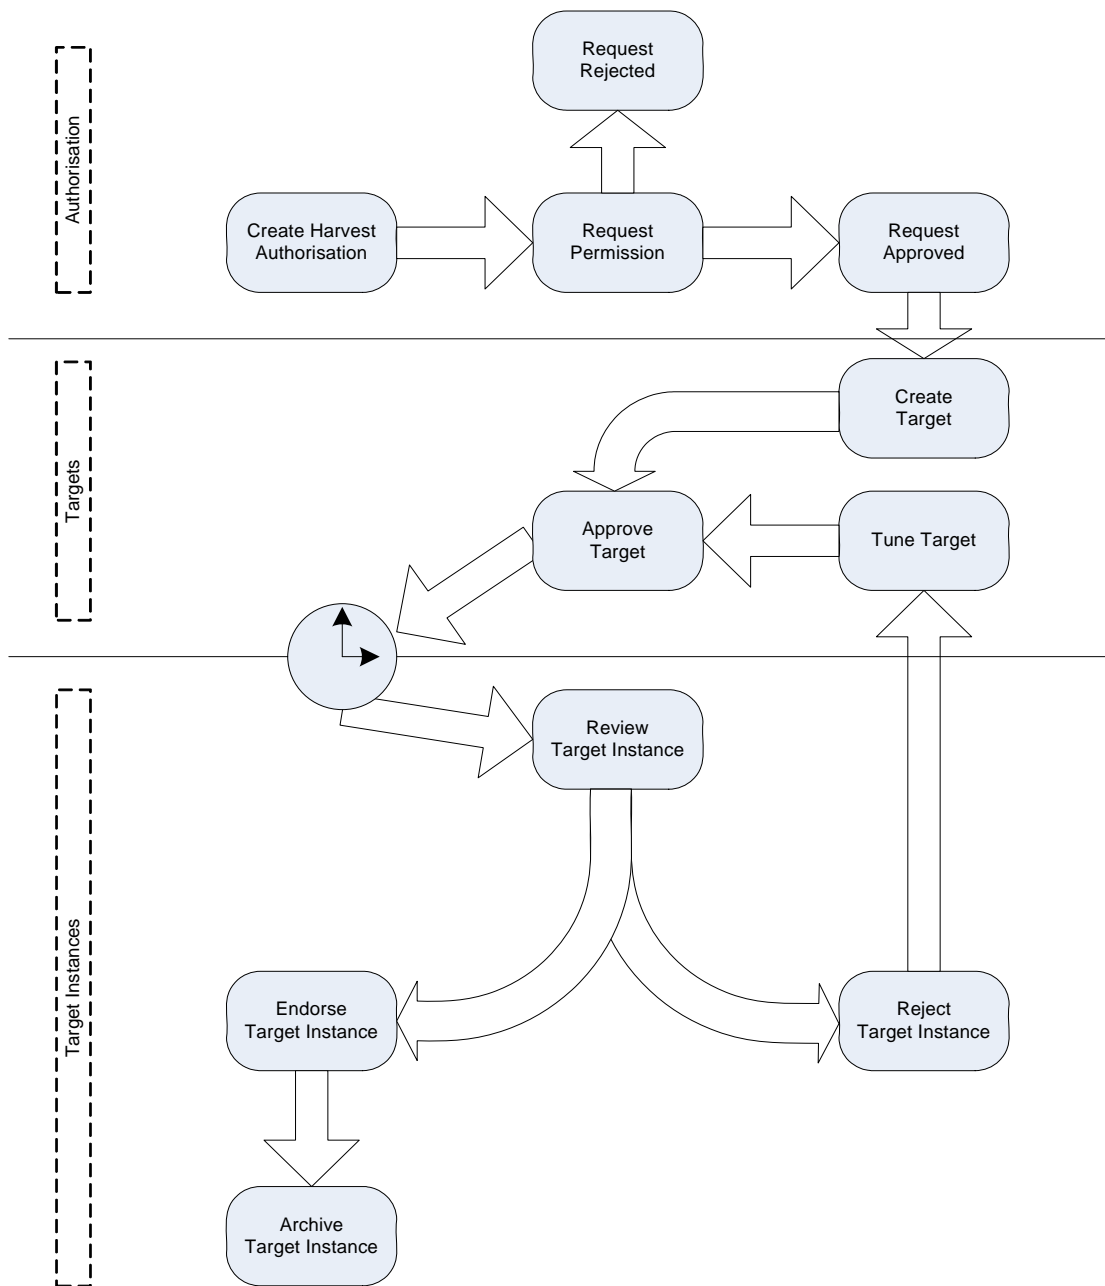 Authorisation
Request
Rejected
Create Harvest
Authorisation
Request
Permission
Request
Approved
Targets
Create
Target
Approve
Target
Tune Target
Target Instances
Review
Target Instance
Endorse
Target Instance
Reject
Target Instance
Archive
Target Instance